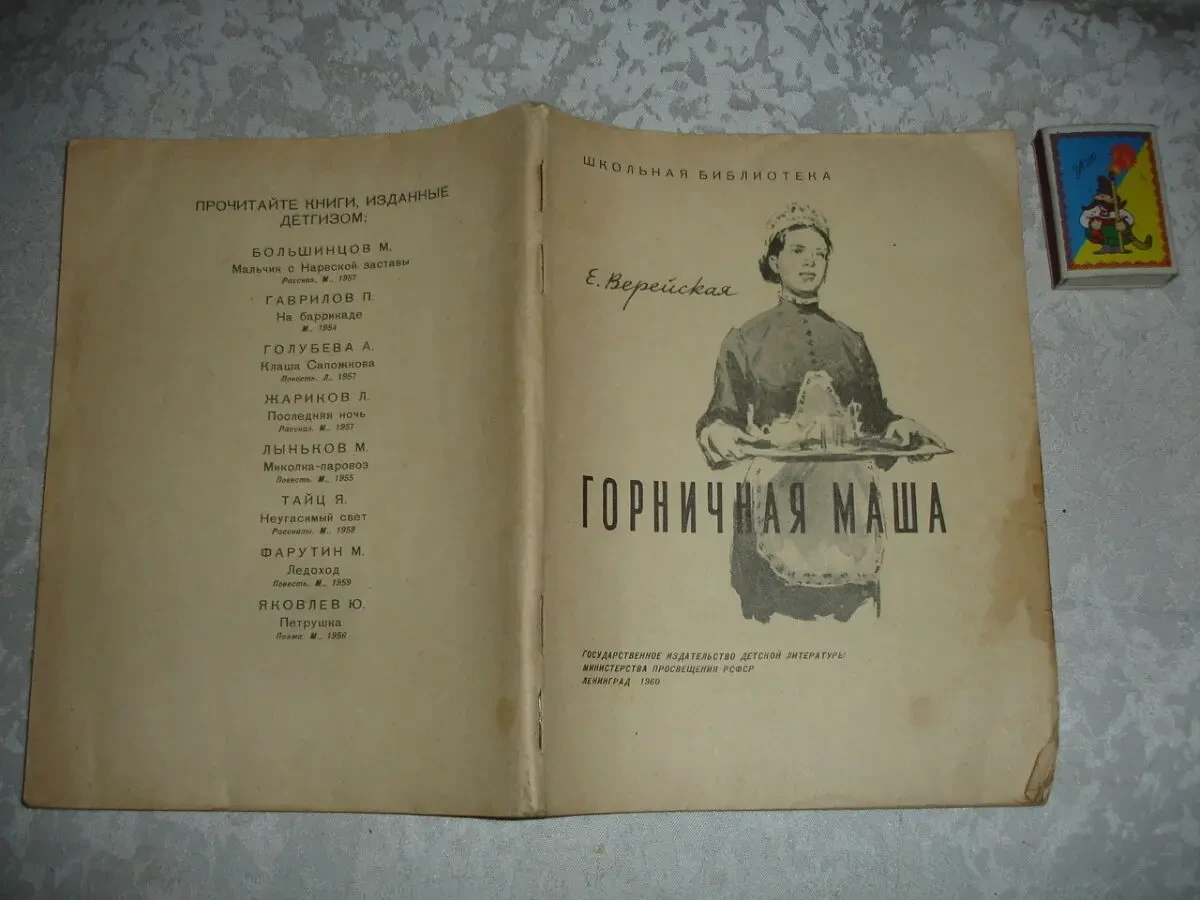 ПРОЧИТАЙТЕ КНИГИ, ИЗДАННЫЕ
ДЕТГИЗОМ:
БОЛЬШИНЦОВ М.
Мальчик с Нарвской заставы
Рассказ, М., 1957
ГАВРИЛОВ П.
На баррикаде
М., 1954
ГОЛУБЕВА А.
Клаша Сапожкова
Повесть. Л., 1957
ЖАРИКОВ Л.
Последняя ночь
Рассказ. М., 1957
ЛЫНЬКОВ М.
Миколка-паровоз
Повесть. М., 1955
ТАЙЦ Я.
Неугасимый свет
Рассказы. М., 1959
ФАРУТИН М.
Ледоход
Повесть. М., 1959
ЯКОВЛЕВ Ю.
Петрушка
Поэма. М., 1956
ШКОЛЬНАЯ БИБЛИОТЕКА
Е. Верейская
ГОРНИЧНАЯ МАША
ГОСУДАРСТВЕННОЕ ИЗДАТЕЛЬСТВО ДЕТСКОЙ ЛИТЕРАТУРЫ
МИНИСТЕРСТВА ПРОСВЕЩЕНИЯ РСФСР
ЛЕНИНГРАД 1960